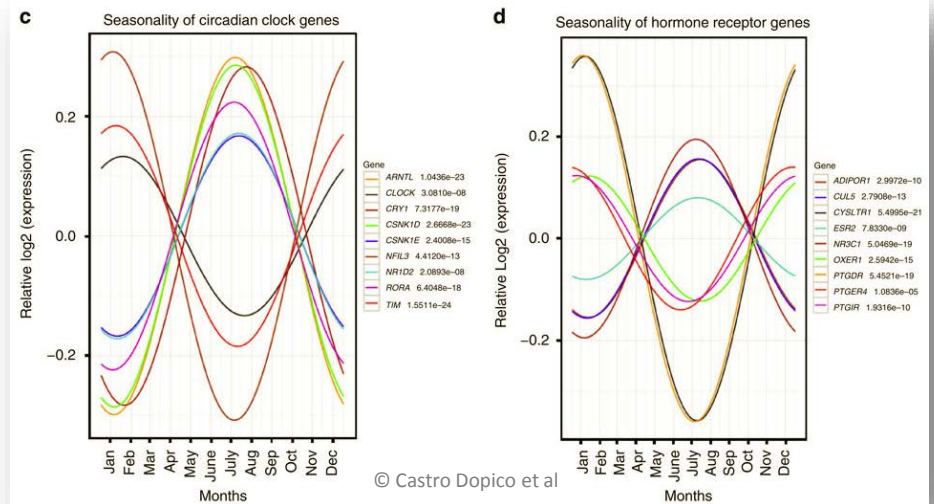 c
Seasonality of circadian clock genes
Relative log2 (expression)
0.2
0.0
−0.2
Jan
Feb
Mar
Apr
May
June
July
Aug
Sep
Oct
Nov
Dec
Months
Gene
ARNTL 1.0436e−23
CLOCK 3.0810e−08
CRY1 7.3177e−19
CSNK1D 2.6668e−23
CSNK1E 2.4008e−15
NFIL3 4.4120e−13
NR1D2 2.0893e−08
RORA 6.4048e−18
TIM 1.5511e−24
d
Seasonality of hormone receptor genes
Relative Log2 (expression)
0.2
0.0
−0.2
Jan
Feb
Mar
Apr
May
June
July
Aug
Sep
Oct
Nov
Dec
Months
Gene
ADIPOR1 2.9972e−10
CUL5 2.7908e−13
CYSLTR1 5.4995e−21
ESR2 7.8330e−09
NR3C1 5.0469e−19
OXER1 2.5942e−15
PTGDR 5.4521e−19
PTGER4 1.0836e−05
PTGIR 1.9316e−10
© Castro Dopico et al